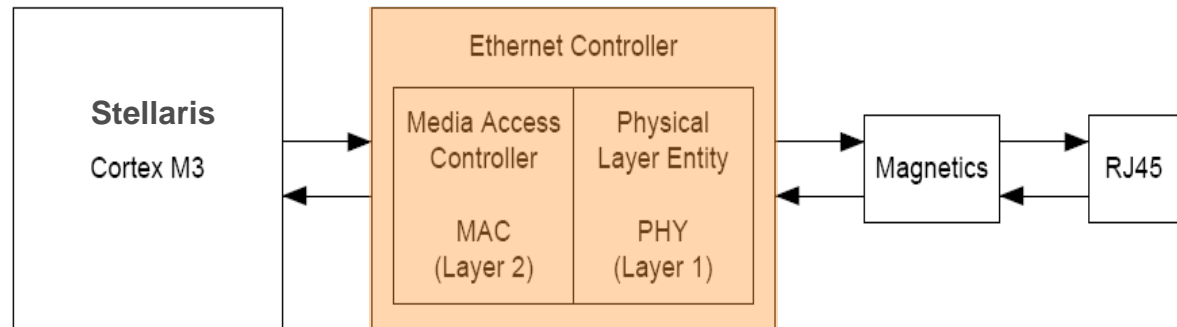 Stellaris
Cortex M3
Ethernet Controller
Media Access
Controller
MAC
(Layer 2)
Physical
Layer Entity
PHY
(Layer 1)
Magnetics
RJ45